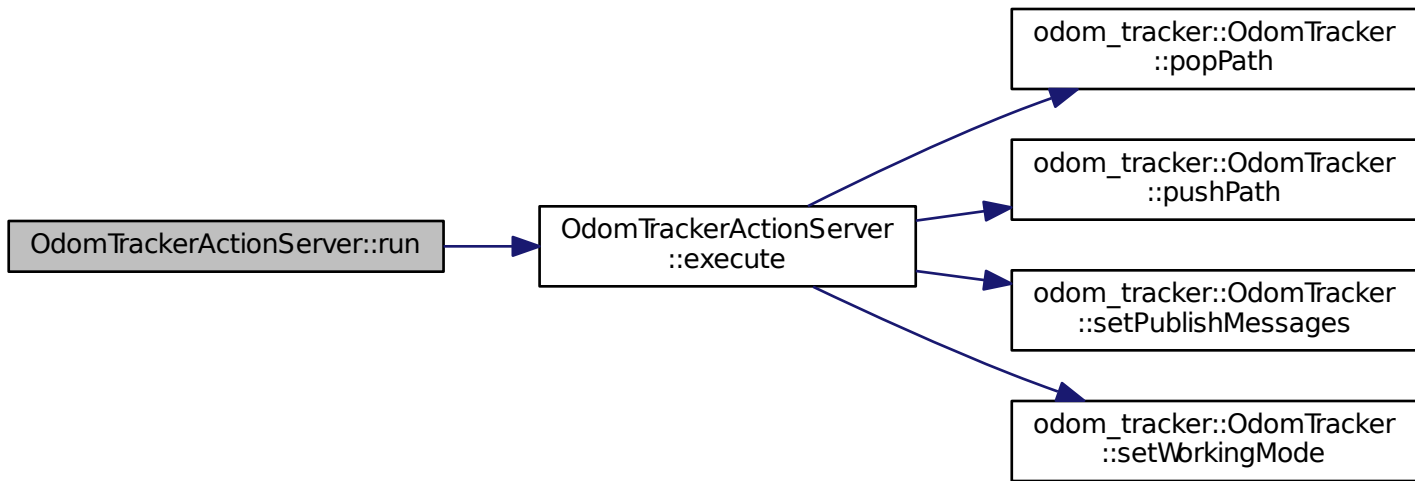 OdomTrackerActionServer::run
OdomTrackerActionServer
::execute
odom_tracker::OdomTracker
::popPath
odom_tracker::OdomTracker
::pushPath
odom_tracker::OdomTracker
::setPublishMessages
odom_tracker::OdomTracker
::setWorkingMode